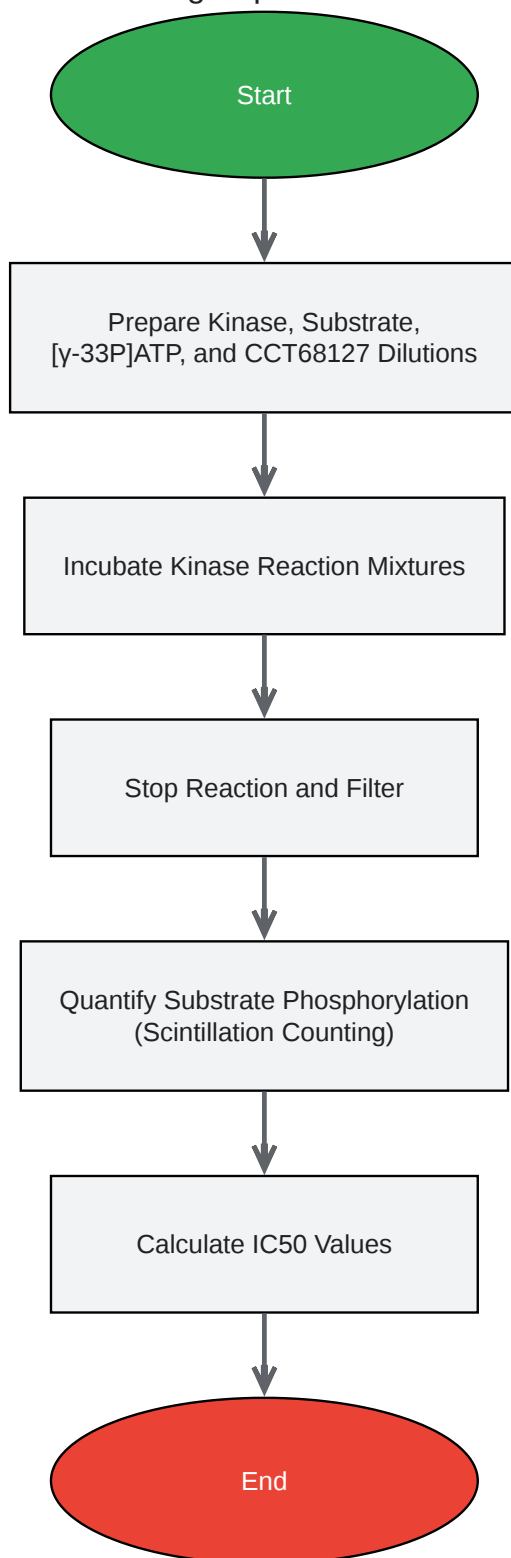 Start
Prepare Kinase, Substrate,
[γ-33P]ATP, and CCT68127 Dilutions
Incubate Kinase Reaction Mixtures
Stop Reaction and Filter
Quantify Substrate Phosphorylation
(Scintillation Counting)
Calculate IC50 Values
End